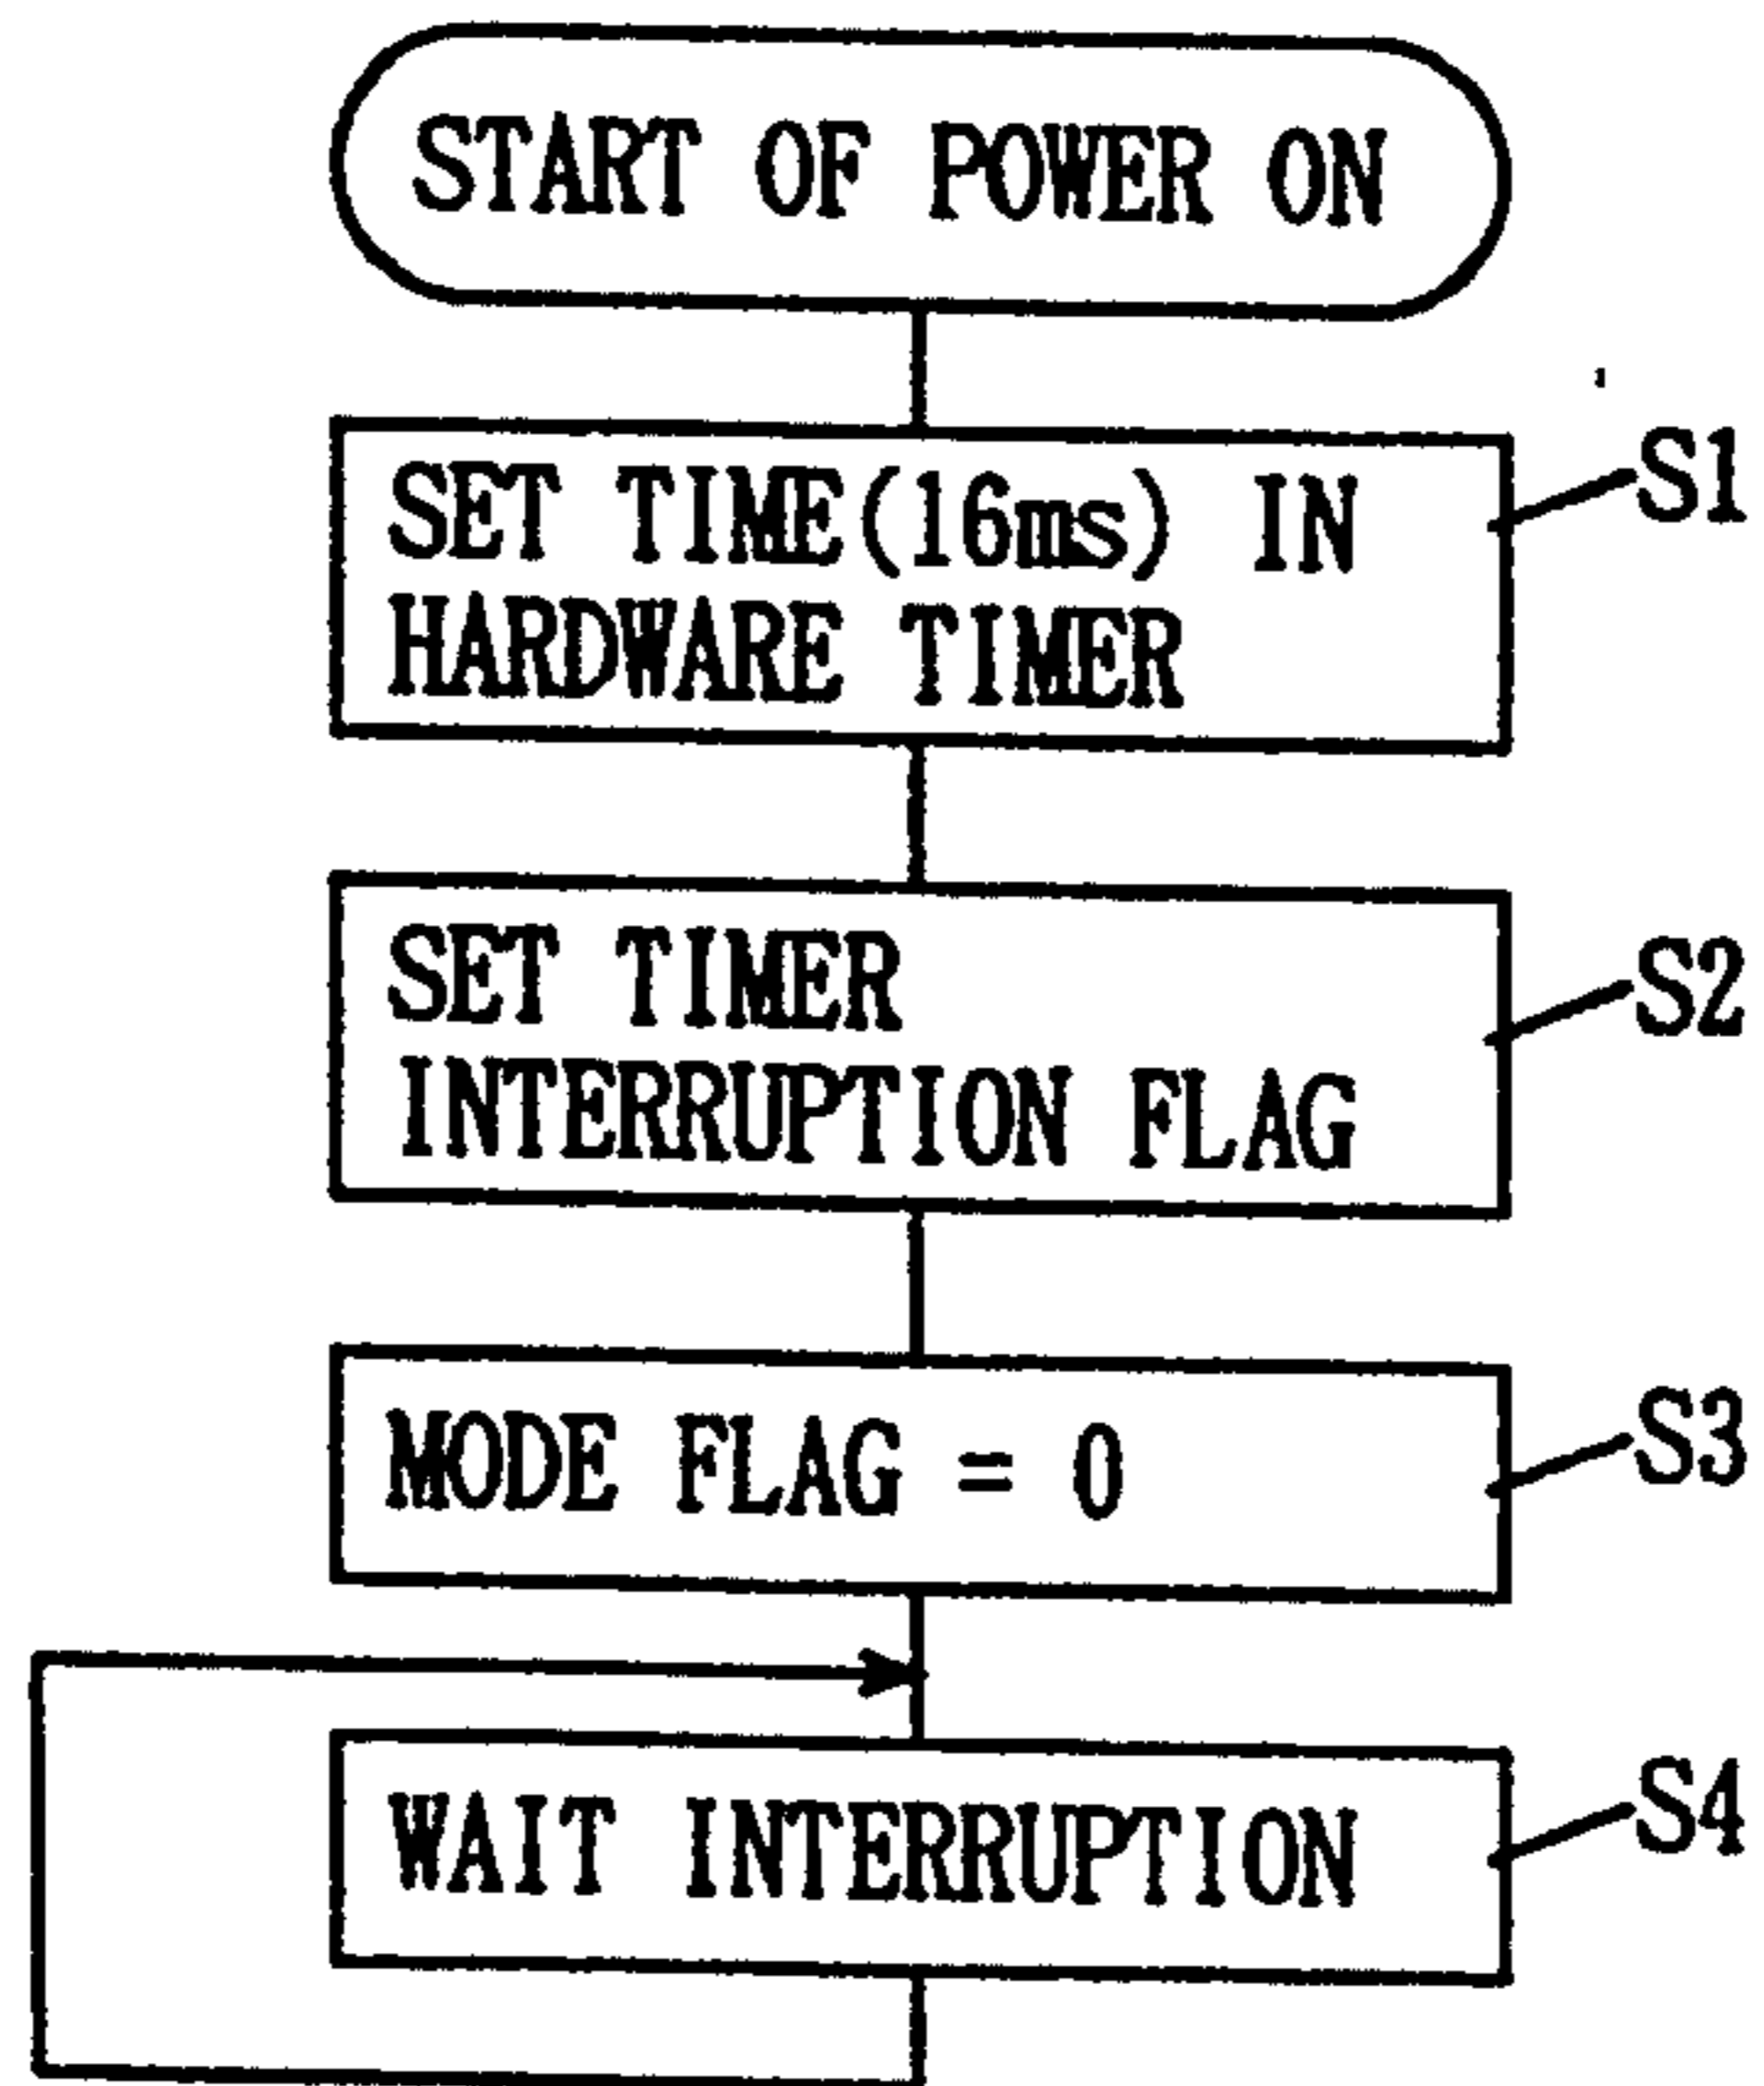 START OF POWER ON
SET TIME(16ms) IN
HARDWARE TIMER
S1
SET TIMER
INTERRUPTION FLAG
S2
MODE FLAG = 0
S3
WAIT INTERRUPTION
S4